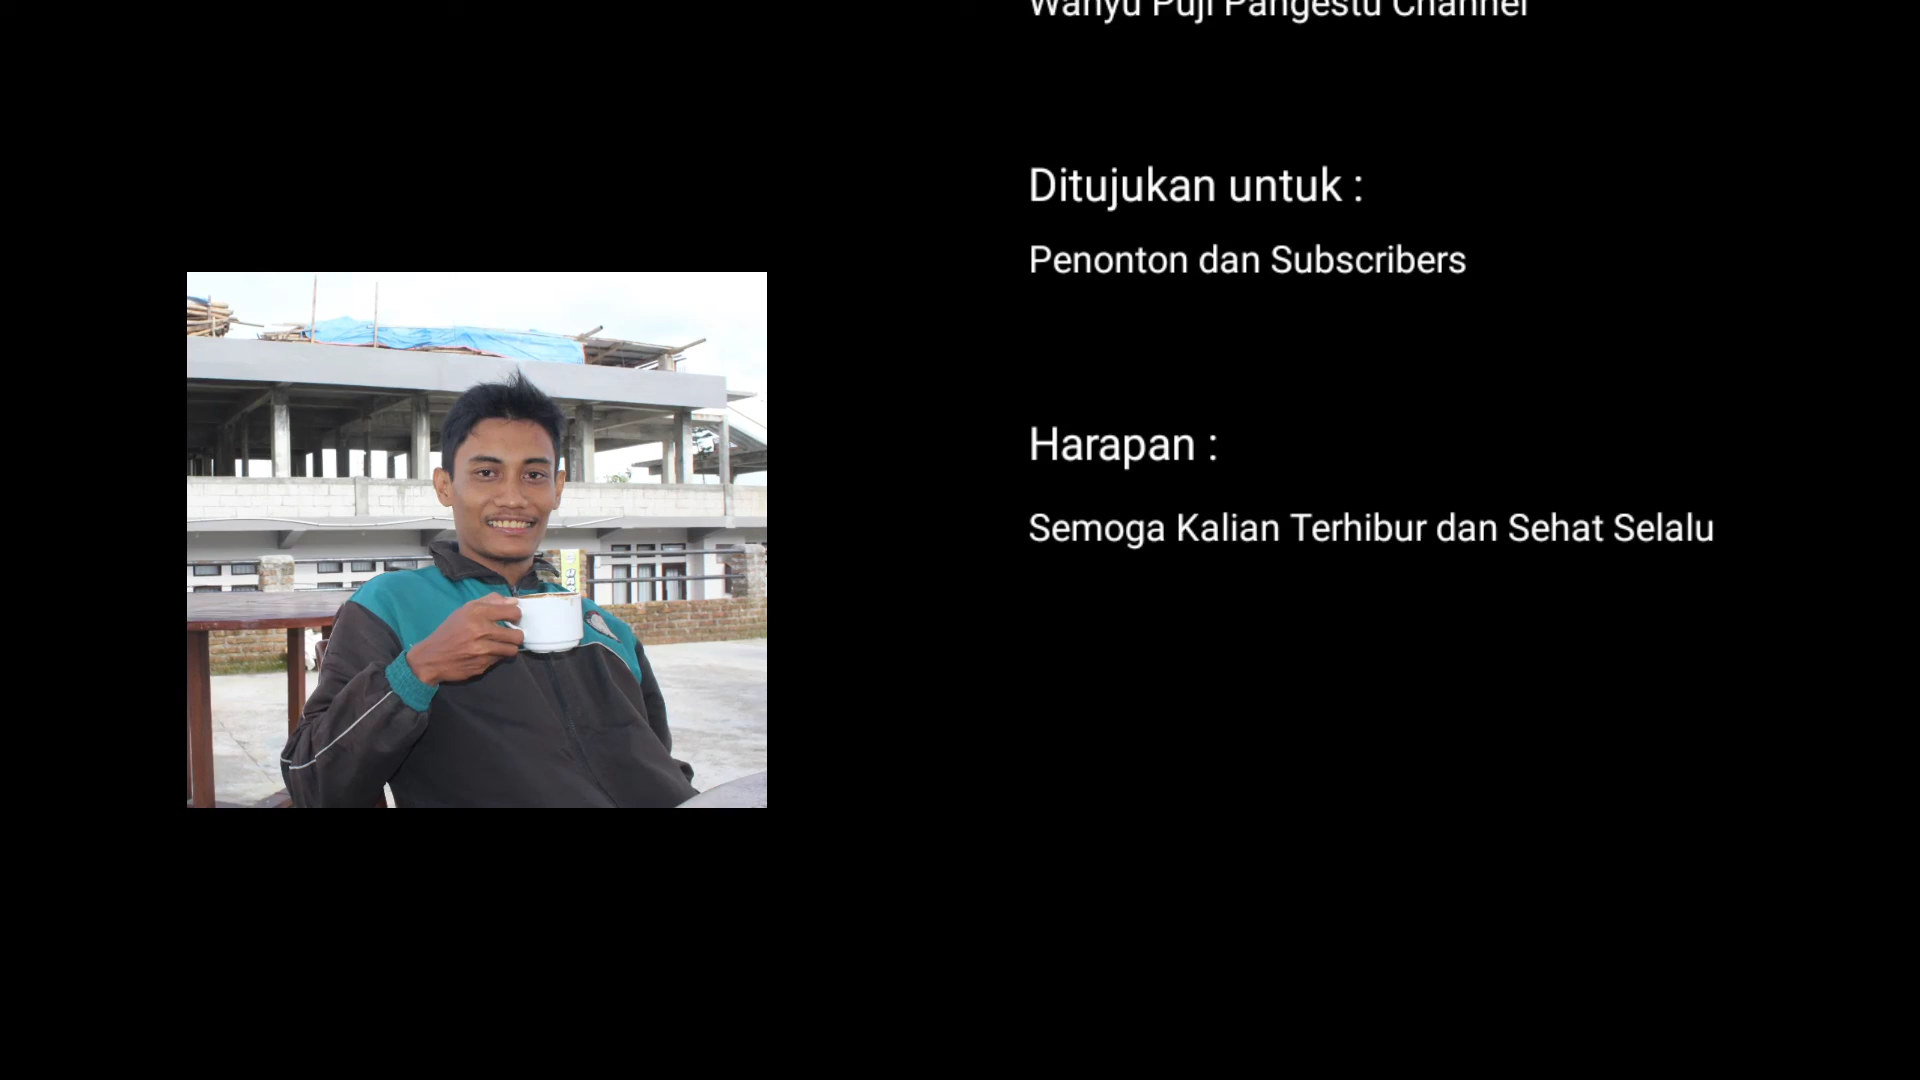 Wahyu Puji Pangestu Channel
Ditujukan untuk :
Penonton dan Subscribers
Harapan :
Semoga Kalian Terhibur dan Sehat Selalu